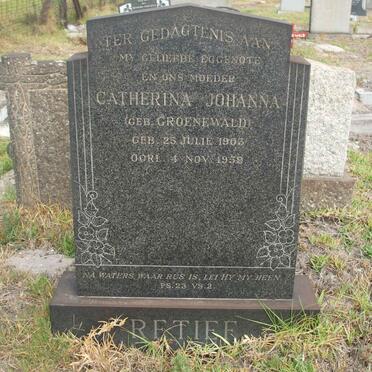 TER GEDAGTENIS AAN
MY GELIEFDE EGGENOTE
EN ONS MOEDER
CATHERINA JOHANNA
(GEB. GROENEWALD)
GEB. 25 JULIE 1903
OORL. 4 NOV. 1959
NA WATERS, WAAR RUS IS, LEI HY MY HEEN
PS. 23 VS. 2.
RETIEF